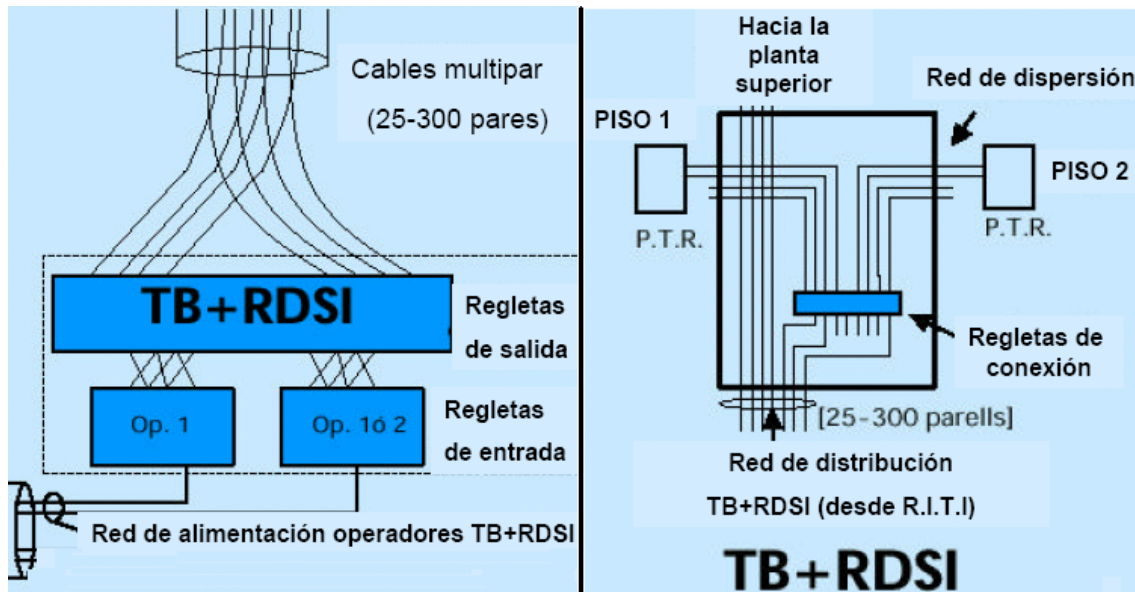 Cables multipar
(25-300 pares)
TB+RDSI
Regletas
de salida
Op. 1
Op. 1ó 2
Regletas
de entrada
Red de alimentación operadores TB+RDSI
Hacia la
planta
superior
Red de dispersión
PISO 1
PISO 2
P.T.R.
P.T.R.
Regletas de
conexión
[25-300 parells]
Red de distribución
TB+RDSI (desde R.I.T.I)
TB+RDSI